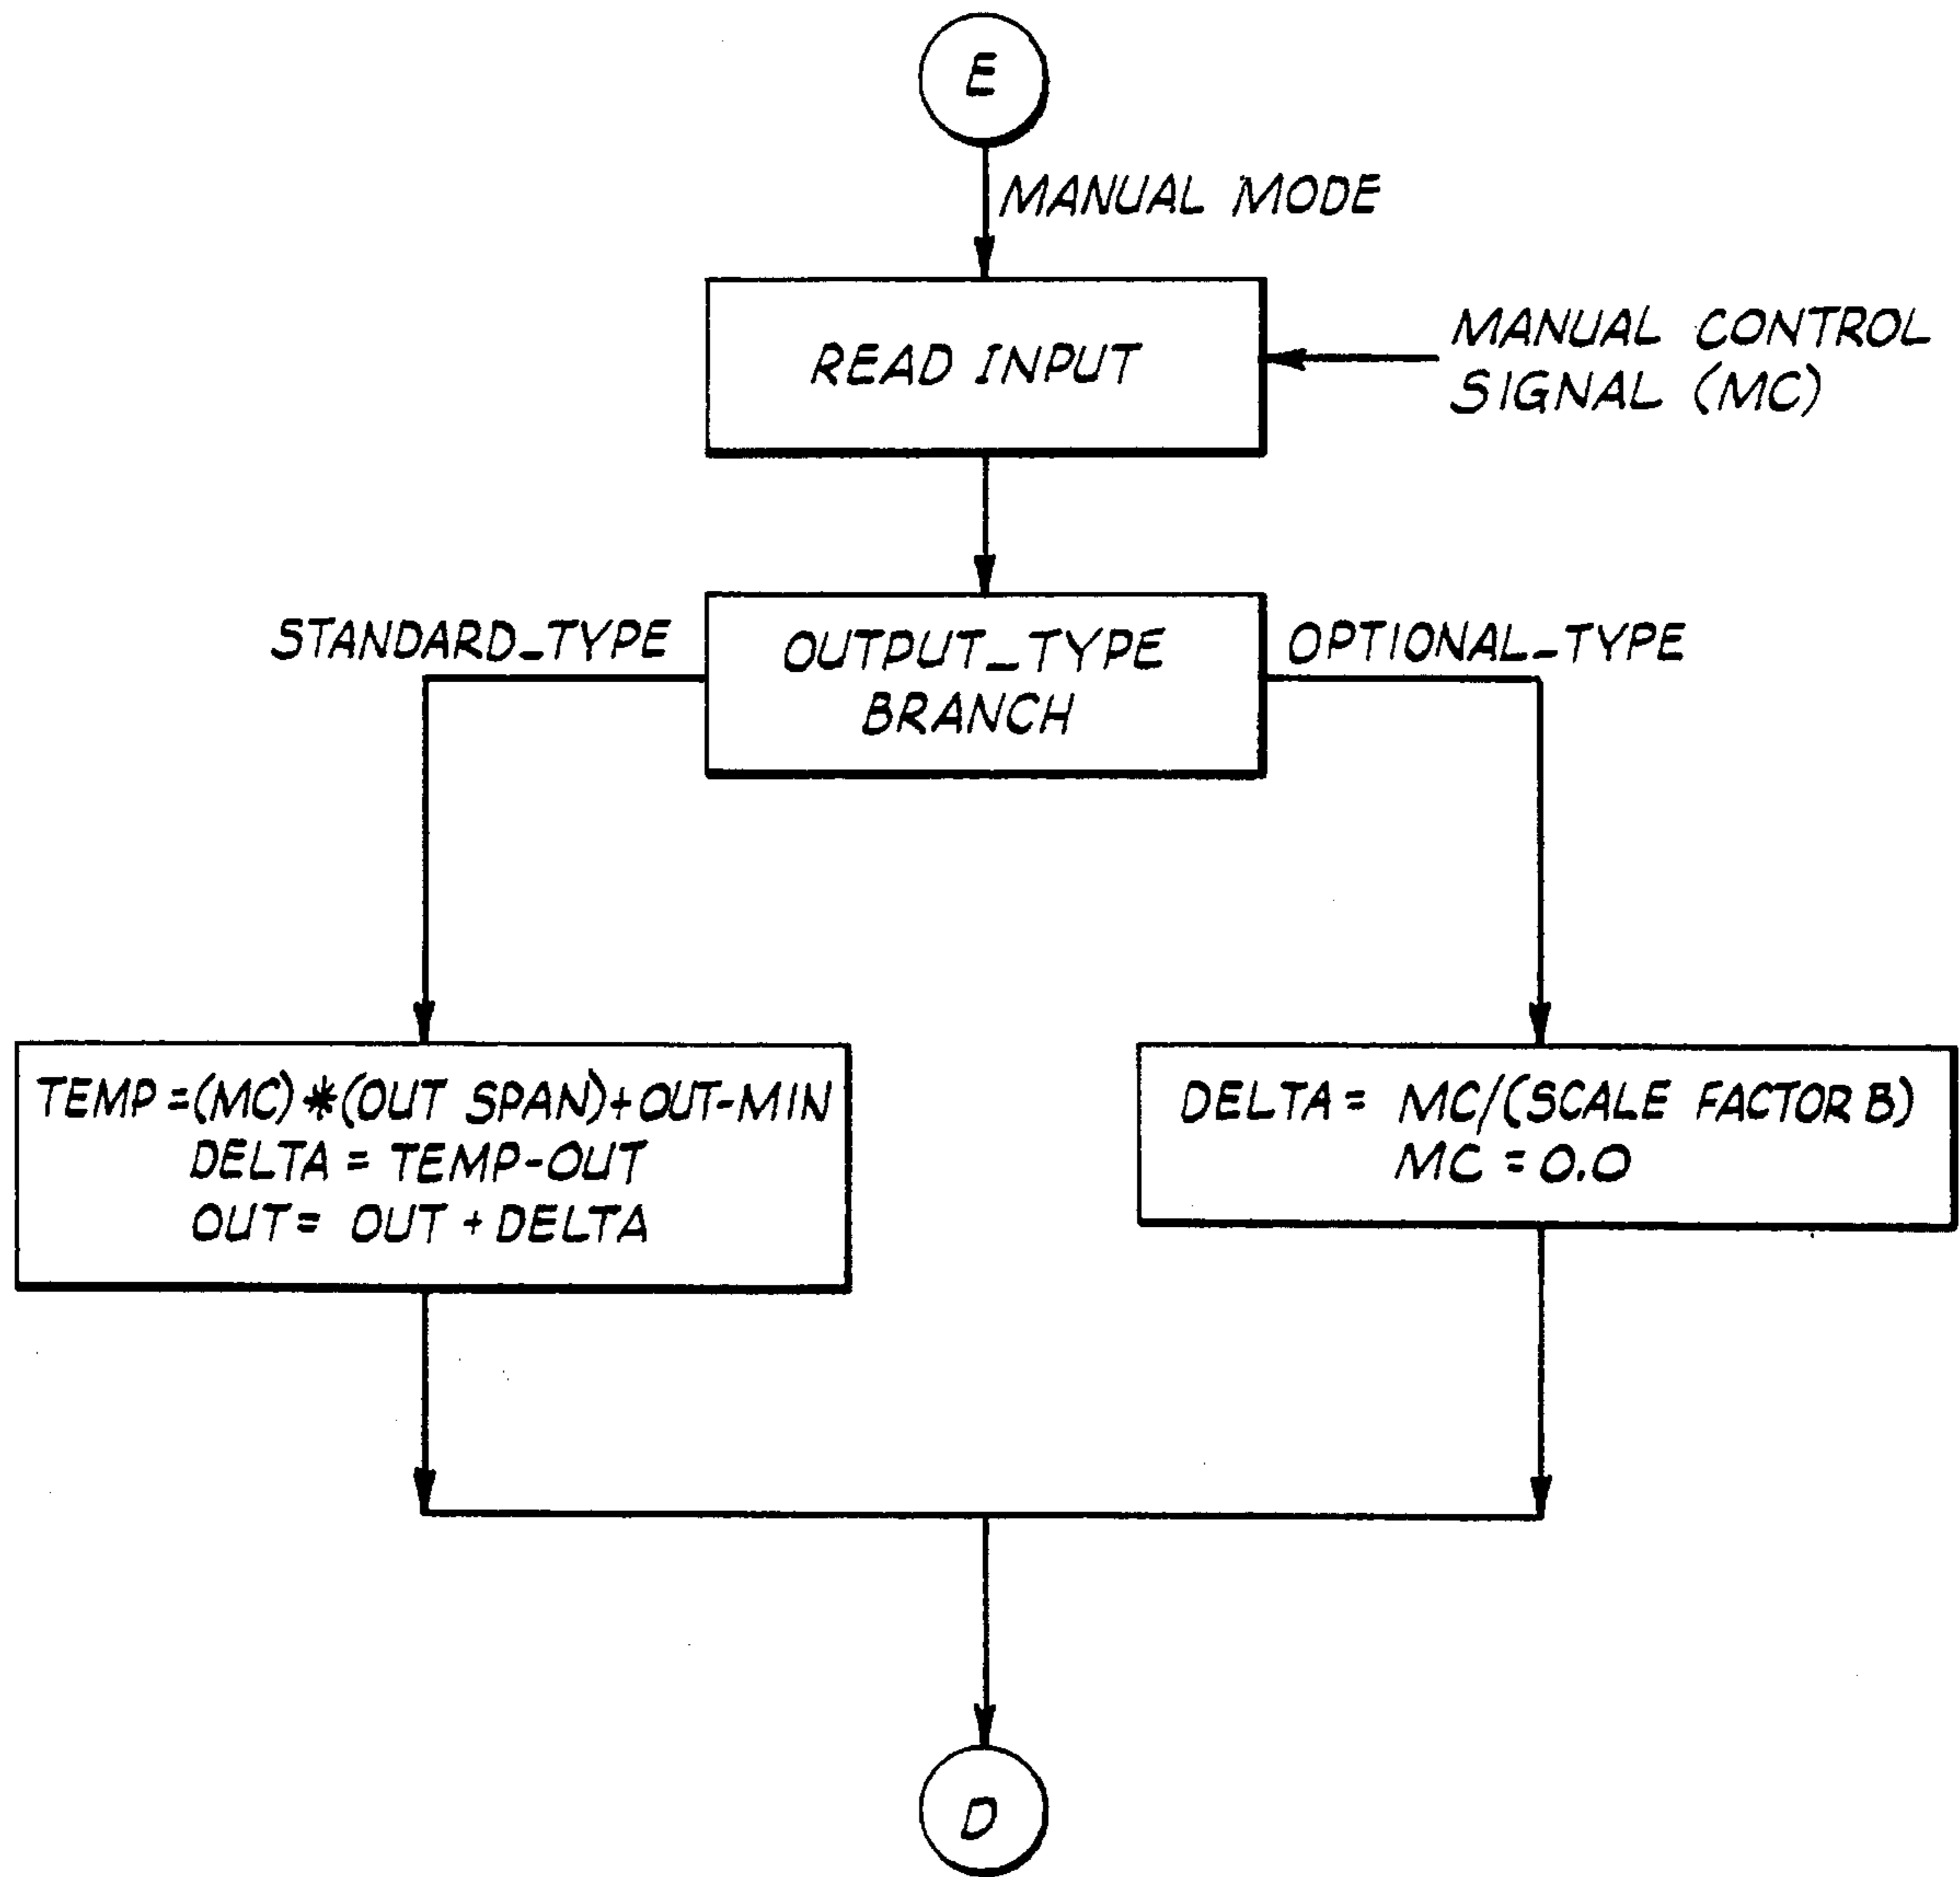 E
MANUAL MODE
READ INPUT
MANUAL CONTROL
SIGNAL (MC)
STANDARD_TYPE
OUTPUT_TYPE
BRANCH
OPTIONAL_TYPE
TEMP=(MC)*(OUT SPAN)+OUT-MIN
DELTA = TEMP-OUT
OUT= OUT + DELTA
DELTA= MC/(SCALE FACTOR B)
MC = 0.0
D